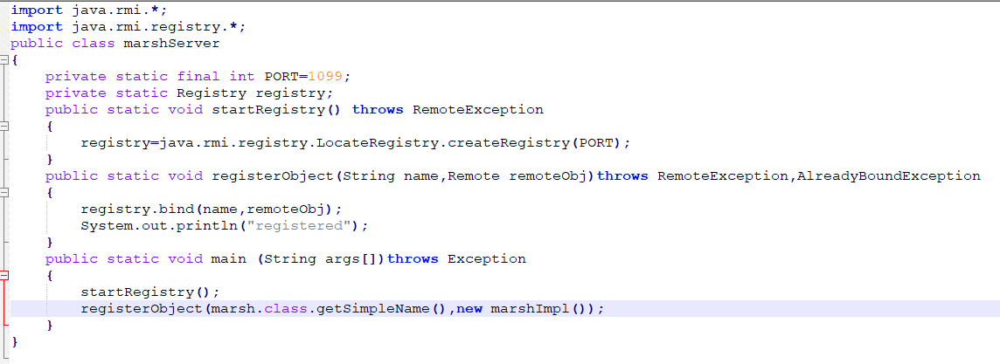 import java.rmi.*;
import java.rmi.registry.*;
public class marshServer
{
    private static final int PORT=1099;
    private static Registry registry;
    public static void startRegistry() throws RemoteException
    {
        registry=java.rmi.registry.LocateRegistry.createRegistry(PORT);
    }
    public static void registerObject(String name,Remote remoteObj)throws RemoteException,AlreadyBoundException
    {
        registry.bind(name,remoteObj);
        System.out.println("registered");
    }
    public static void main (String args[])throws Exception
    {
        startRegistry();
        registerObject(marsh.class.getSimpleName(),new marshImpl());
    }
}